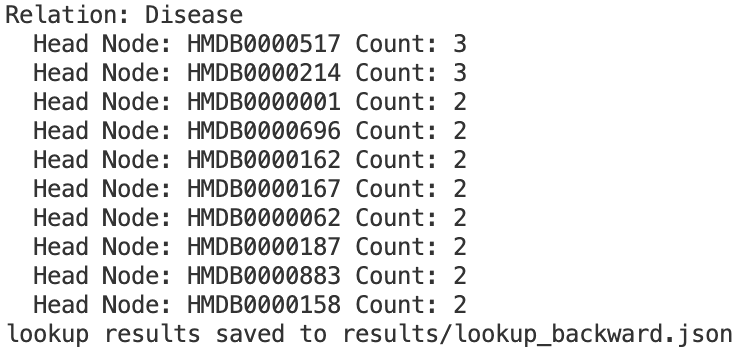 Relation: Disease
  Head Node: HMDB0000517 Count: 3
  Head Node: HMDB0000214 Count: 3
  Head Node: HMDB0000001 Count: 2
  Head Node: HMDB0000696 Count: 2
  Head Node: HMDB0000162 Count: 2
  Head Node: HMDB0000167 Count: 2
  Head Node: HMDB0000062 Count: 2
  Head Node: HMDB0000187 Count: 2
  Head Node: HMDB0000883 Count: 2
  Head Node: HMDB0000158 Count: 2
lookup results saved to results/lookup_backward.json